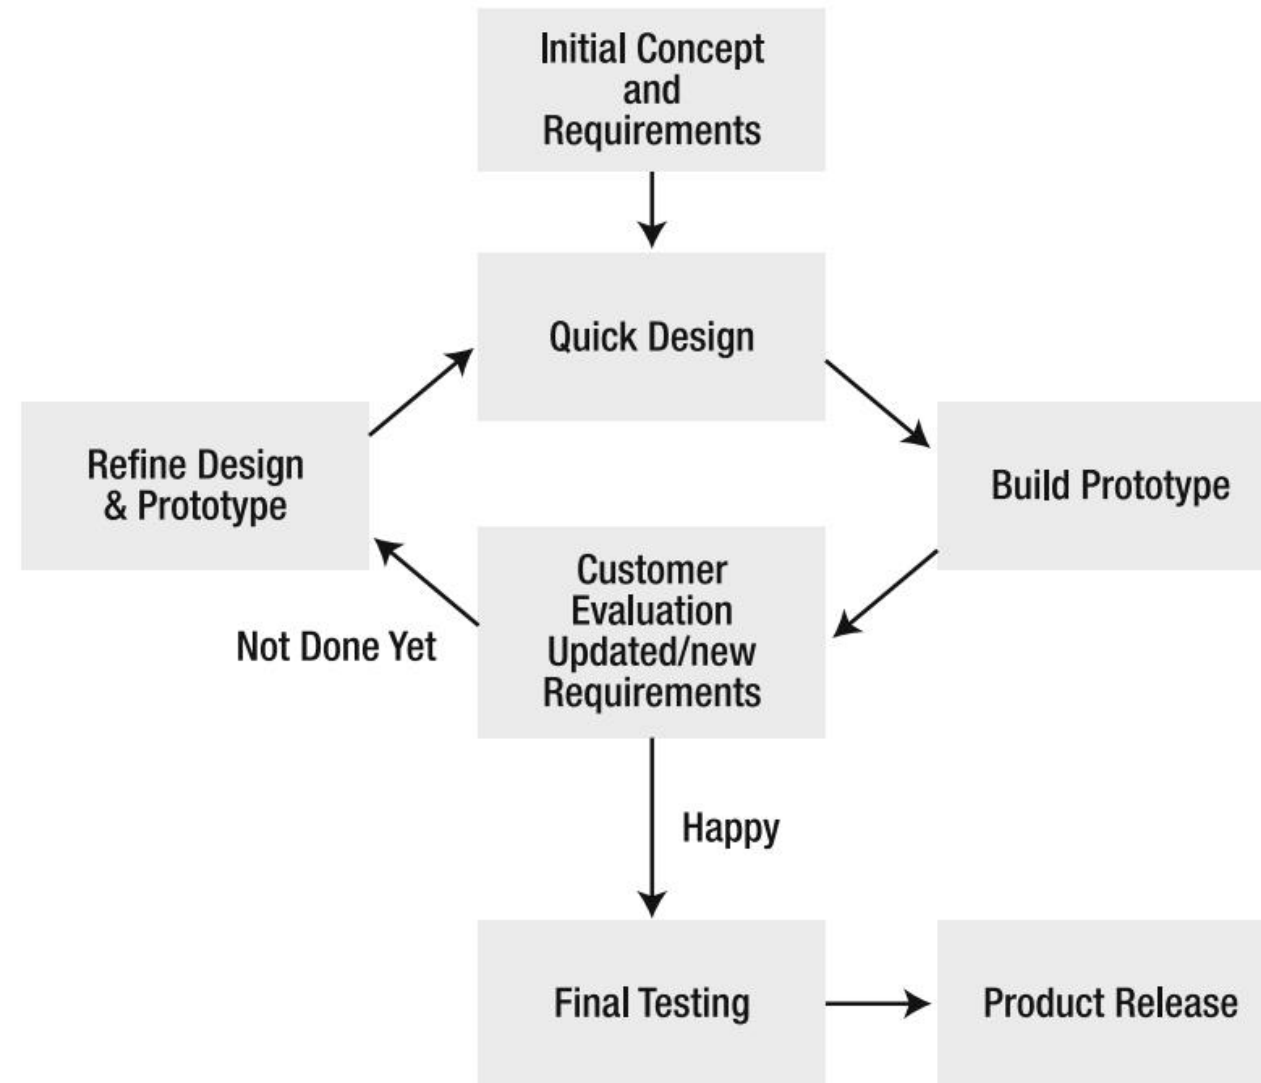 Initial Concept
and
Requirements
Quick Design
Refine Design
& Prototype
Build Prototype
Customer
Evaluation
Updated/new
Requirements
Not Done Yet
Happy
Final Testing
Product Release